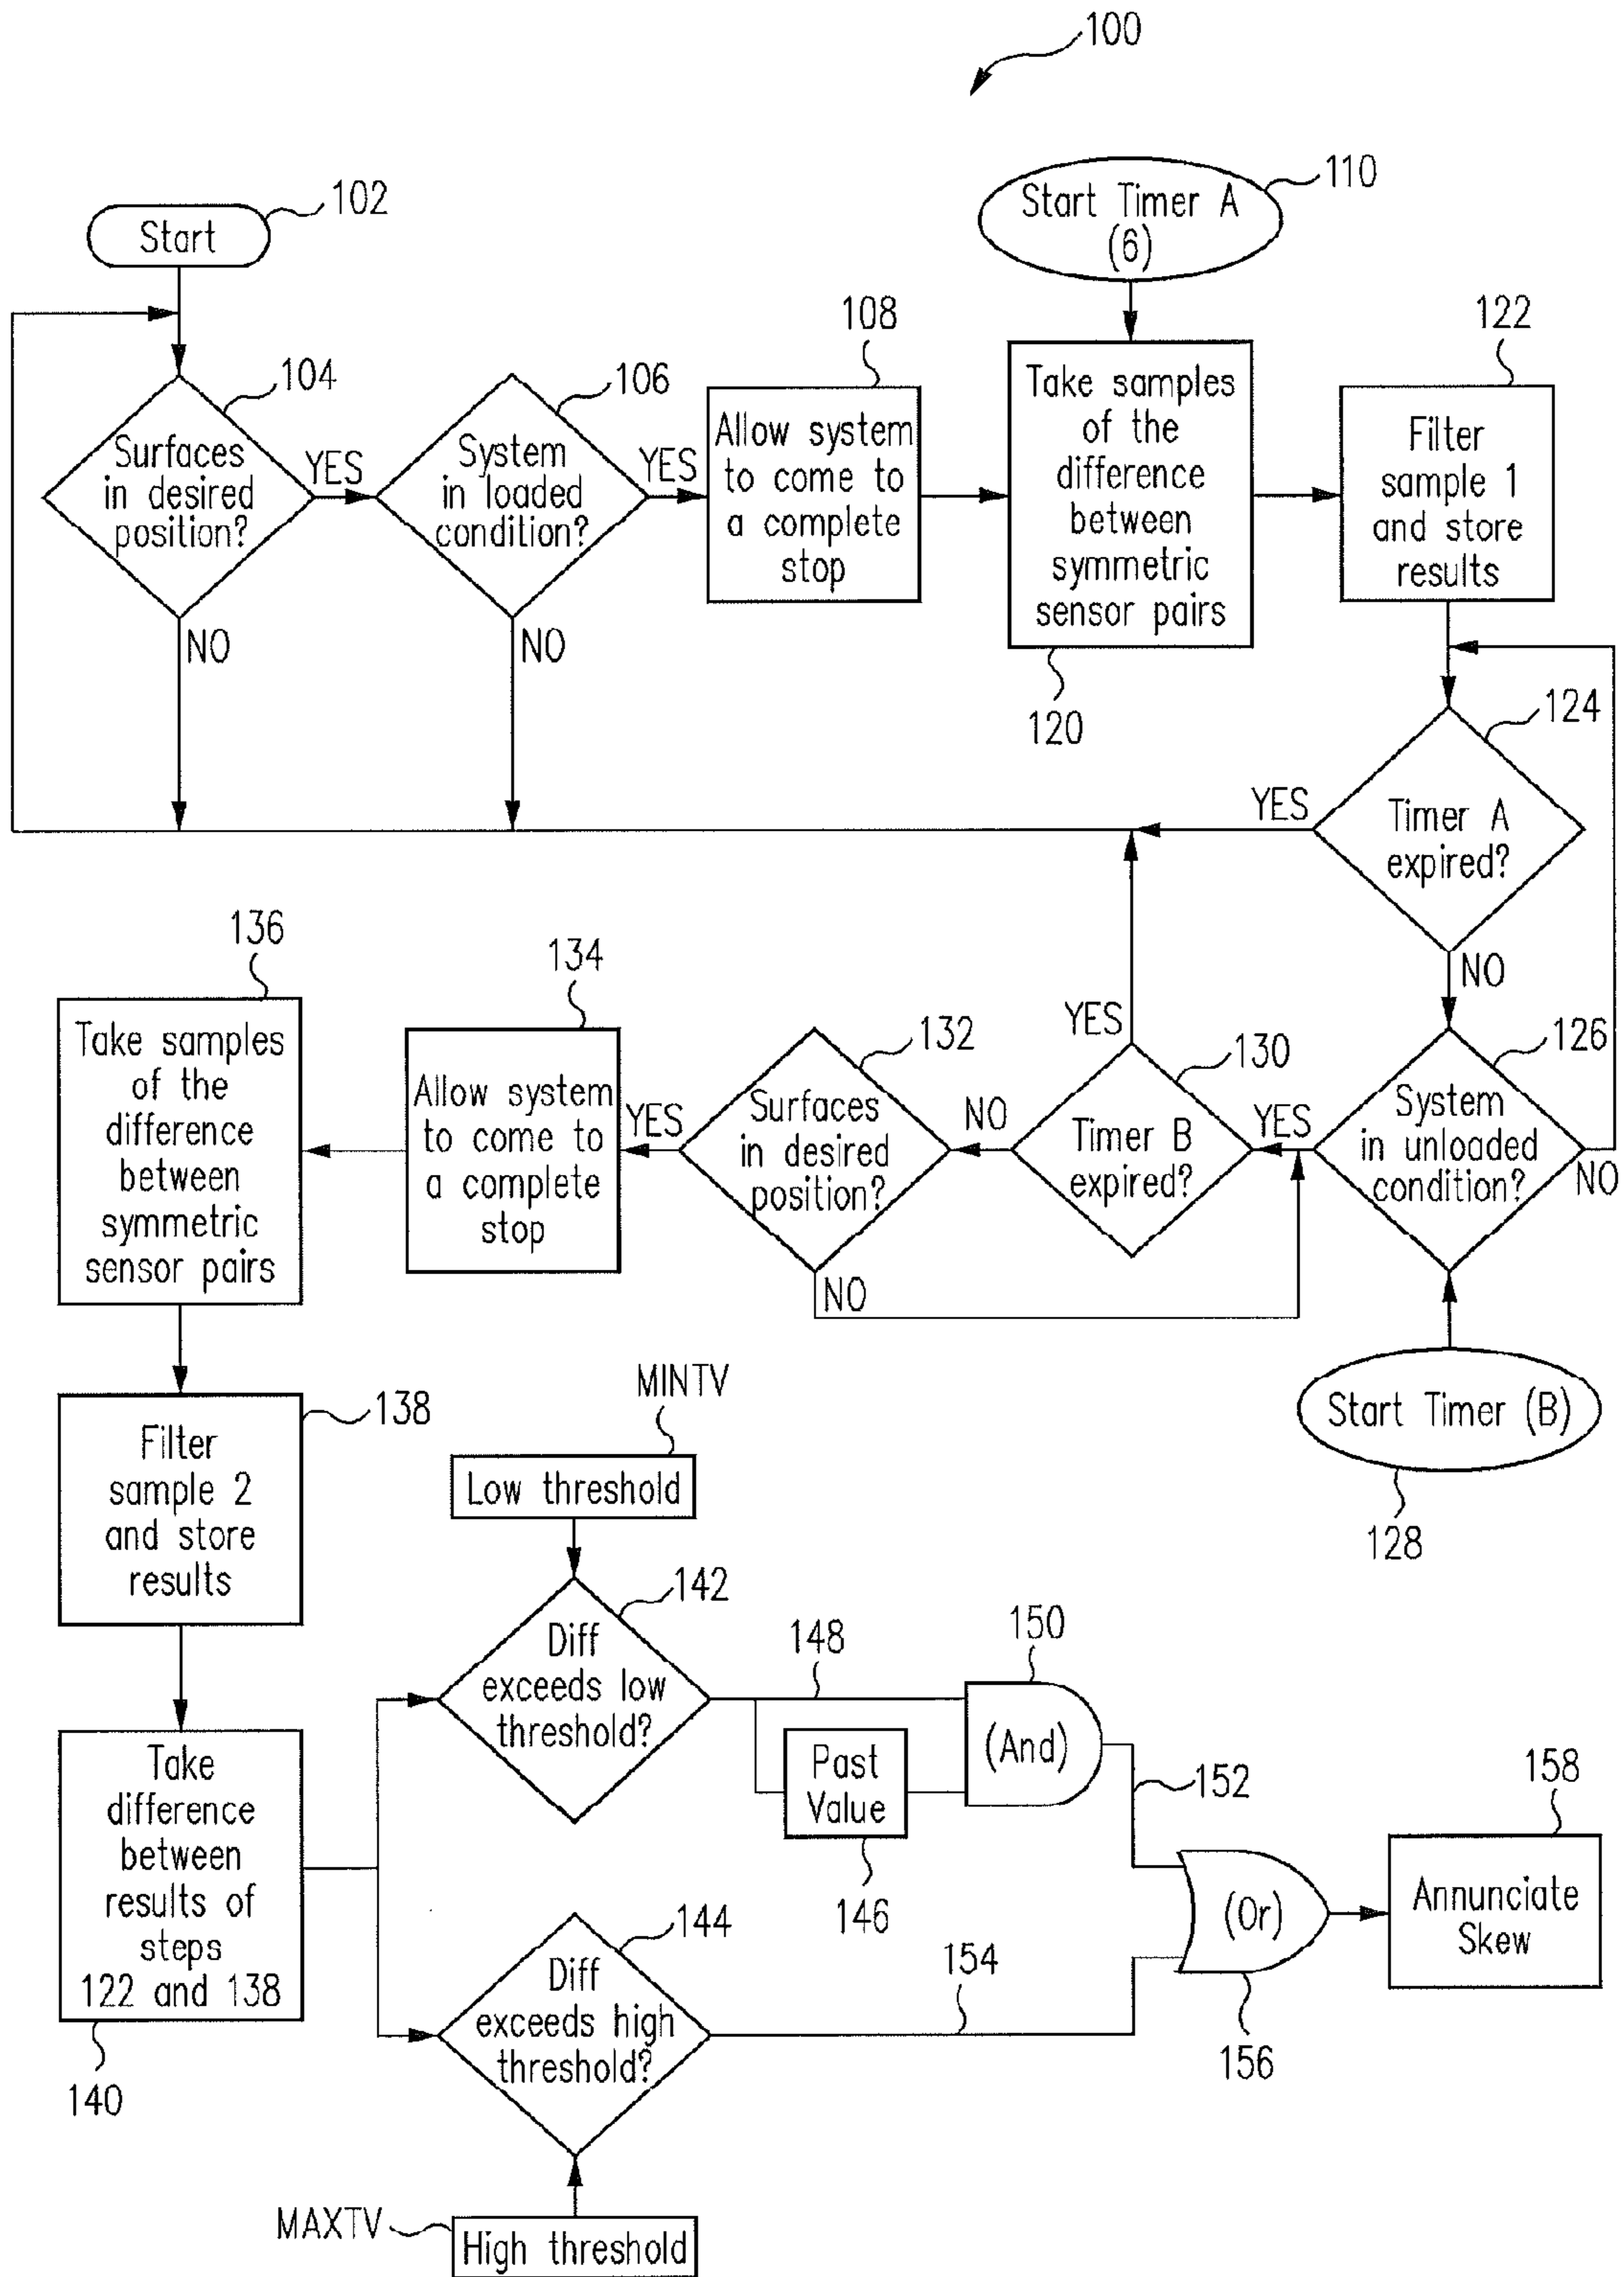 100
102
Start
110
Start Timer A
(6)
104
Surfaces
in desired
position?
YES
NO
106
System
in loaded
condition?
YES
NO
108
Allow system
to come to
a complete
stop
Take samples
of the
difference
between
symmetric
sensor pairs
120
122
Filter
sample 1
and store
results
124
Timer A
expired?
YES
NO
126
System
in unloaded
condition?
YES
NO
Start Timer (B)
128
130
Timer B
expired?
YES
NO
132
Surfaces
in desired
position?
YES
NO
134
Allow system
to come to
a complete
stop
136
Take samples
of the
difference
between
symmetric
sensor pairs
138
Filter
sample 2
and store
results
Take
difference
between
results of
steps
122 and 138
140
MINTV
Low threshold
142
Diff
exceeds low
threshold?
144
Diff
exceeds high
threshold?
MAXTV
High threshold
148
Past
Value
146
150
(And)
152
154
(Or)
156
158
Annunciate
Skew